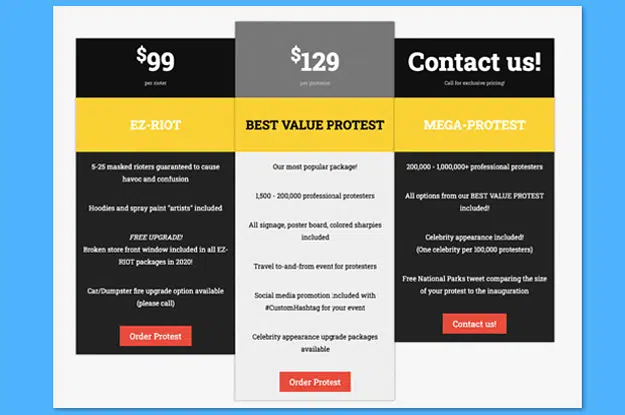 $99
per rioter
EZ-RIOT
5-25 masked rioters guaranteed to cause
havoc and confusion
Hoodies and spray paint "artists" included
FREE UPGRADE!
Broken store front window included in all EZ-
RIOT packages in 2020!
Car/Dumpster fire upgrade option available
(please call)
Order Protest
$129
per protester
BEST VALUE PROTEST
Our most popular package!
1,500 - 200,000 professional protesters
All signage, poster board, colored sharpies
included
Travel to-and-from event for protesters
Social media promotion included with
#CustomHashtag for your event
Celebrity appearance upgrade packages
available
Order Protest
Contact us!
Call for exclusive pricing!
MEGA-PROTEST
200,000 - 1,000,000+ professional protesters
All options from our BEST VALUE PROTEST
included!
Celebrity appearance included!
(One celebrity per 100,000 protesters)
Free National Parks tweet comparing the size
of your protest to the inauguration
Contact us!